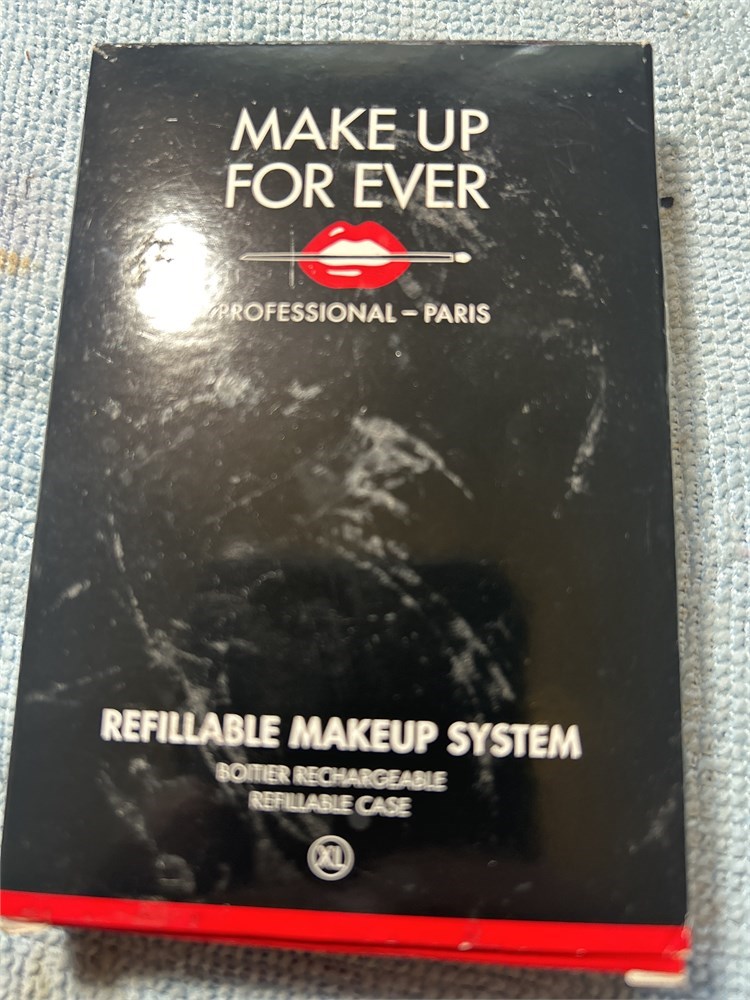 MAKE UP
FOR EVER
PROFESSIONAL – PARIS
REFILLABLE MAKEUP SYSTEM
BOITIER RECHARGEABLE
REFILLABLE CASE
XL